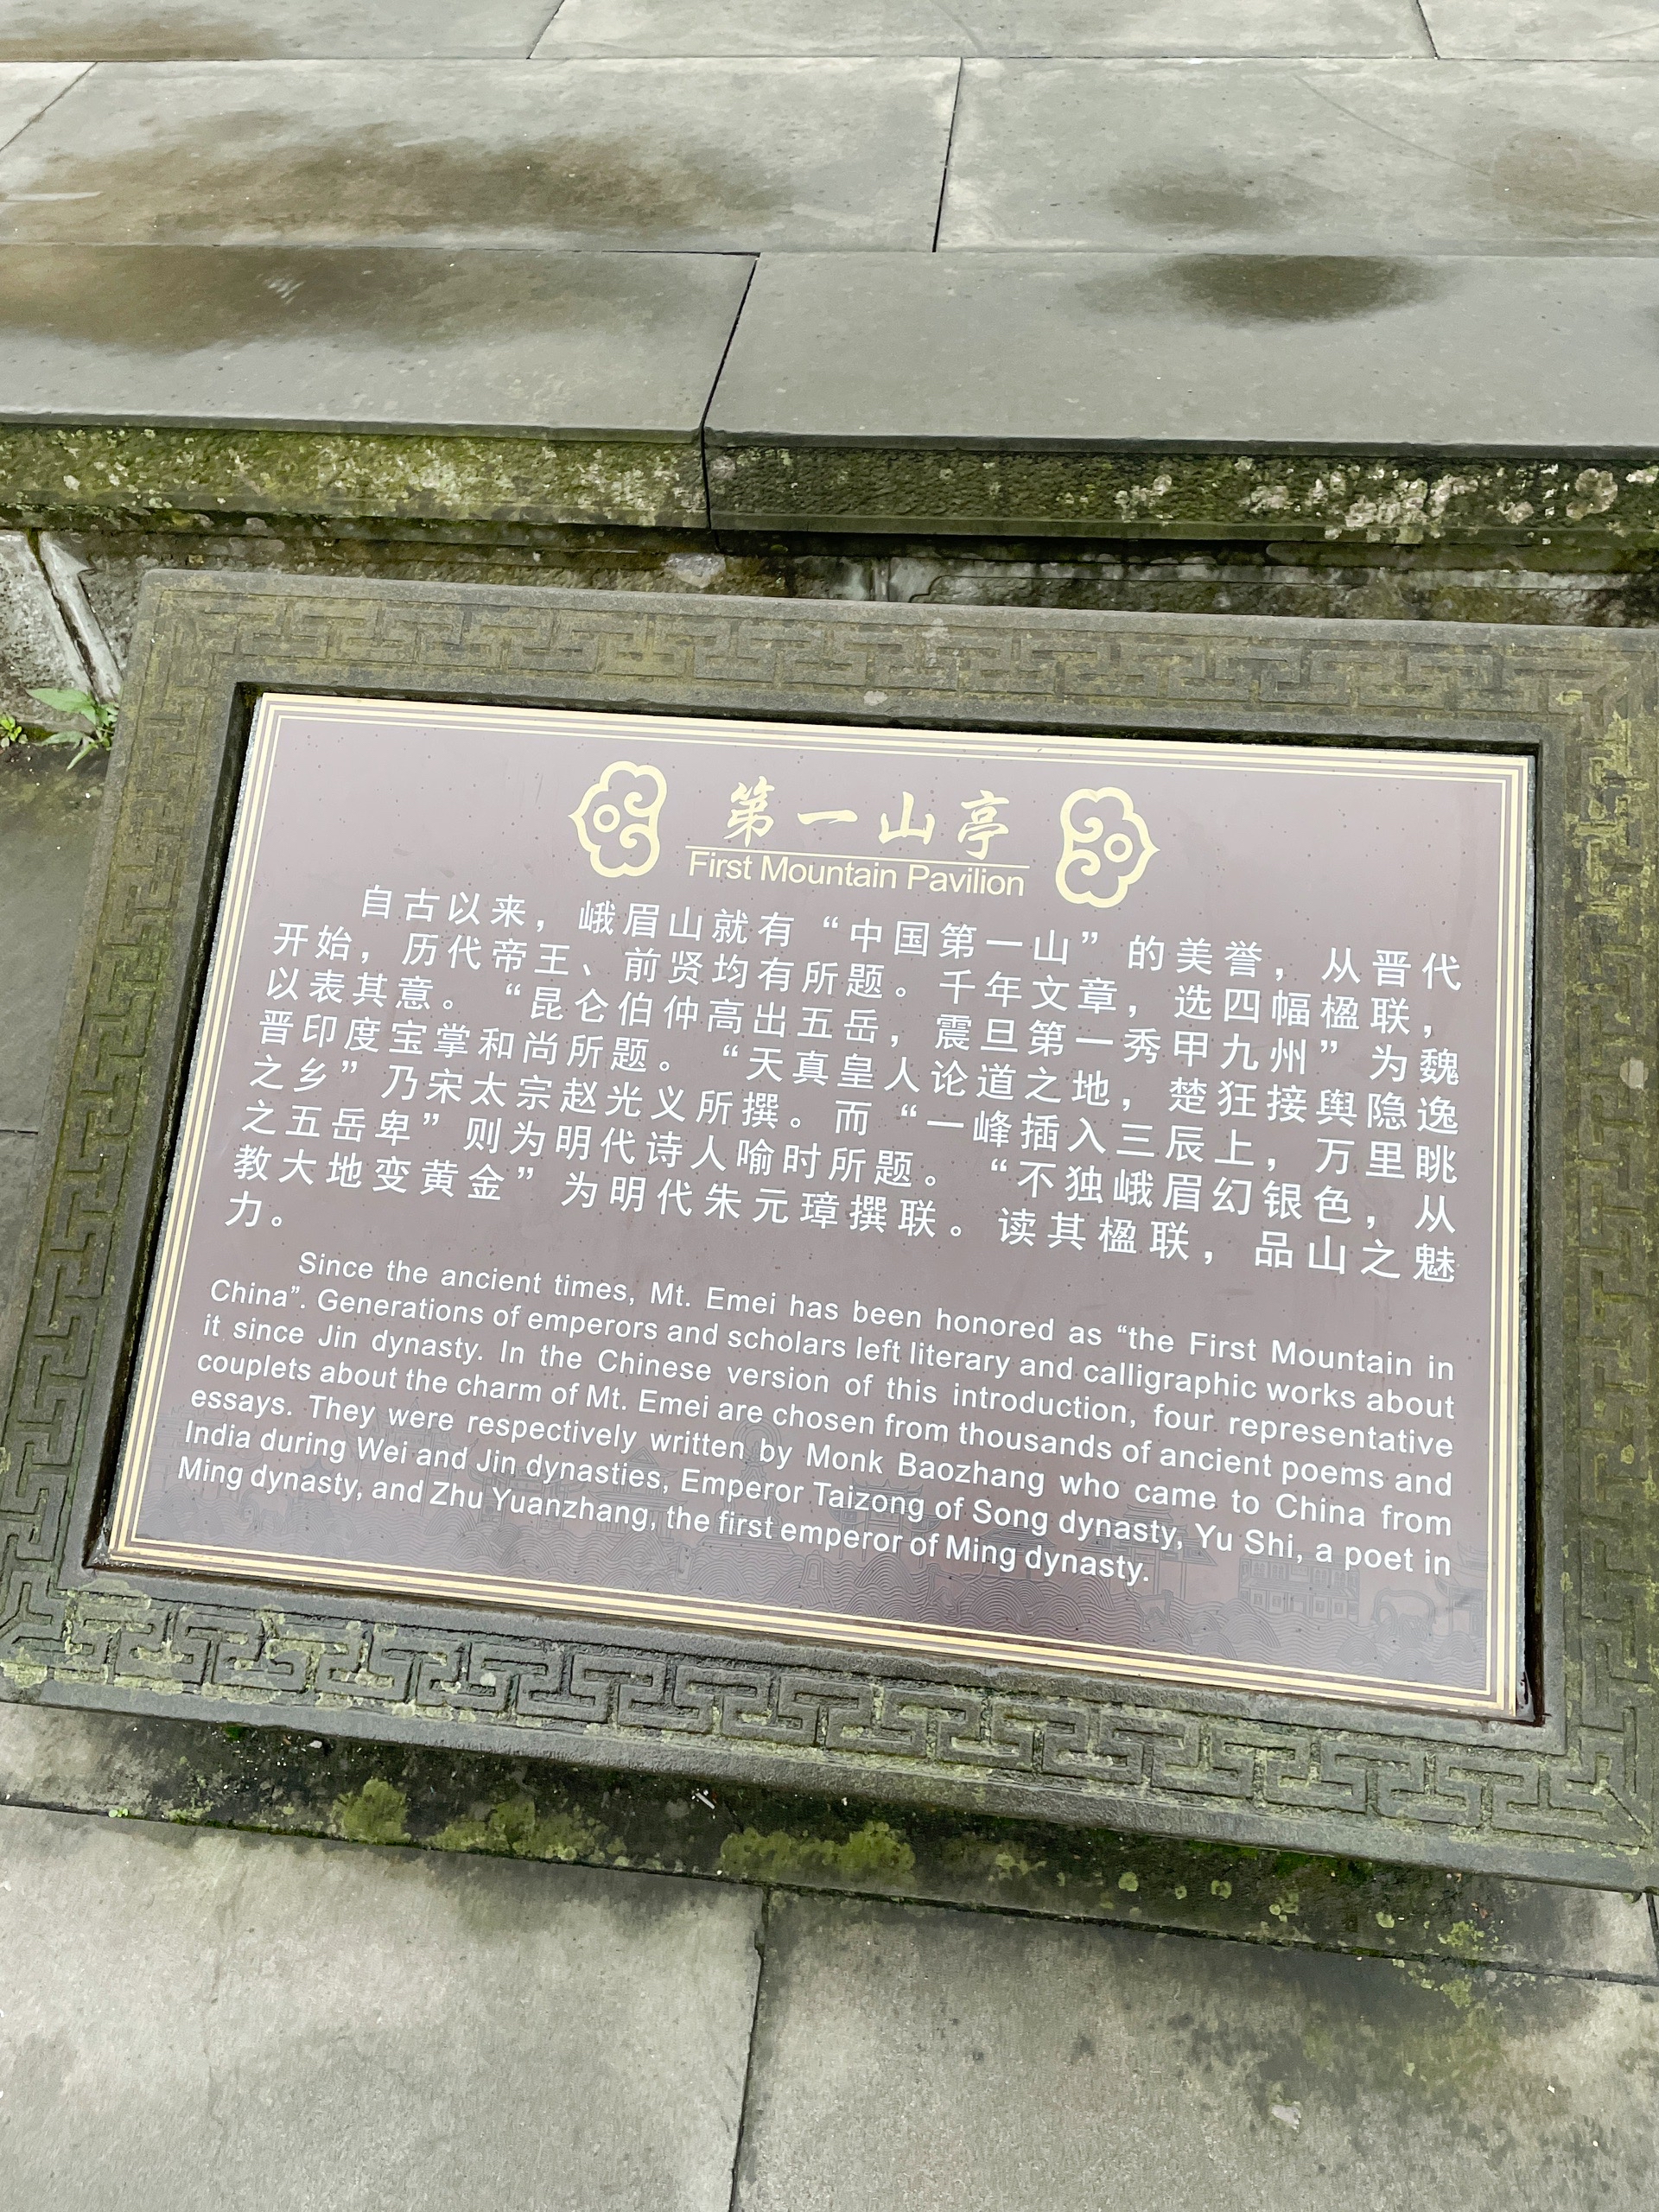 第一山亭
First Mountain Pavilion
自古以来，峨眉山就有“中国第一山”的美誉，从晋代
开始，历代帝王、前贤均有所题。千年文章，选四幅楹联，
以表其意。“昆仑伯仲高出五岳，震旦第一秀甲九州”为魏
晋印度宝掌和尚所题。“天真皇人论道之地，楚狂接舆隐逸
之乡”乃宋太宗赵光义所撰。而“一峰插入三辰上，万里眺
之五岳卑”则为明代诗人喻时所题。“不独峨眉幻银色，从
教大地变黄金”为明代朱元璋撰联。读其楹联，品山之魅
力。
Since the ancient times, Mt. Emei has been honored as “the First Mountain in
China”. Generations of emperors and scholars left literary and calligraphic works about
it since Jin dynasty. In the Chinese version of this introduction, four representative
couplets about the charm of Mt. Emei are chosen from thousands of ancient poems and
essays. They were respectively written by Monk Baozhang who came to China from
India during Wei and Jin dynasties, Emperor Taizong of Song dynasty, Yu Shi, a poet in
Ming dynasty, and Zhu Yuanzhang, the first emperor of Ming dynasty.